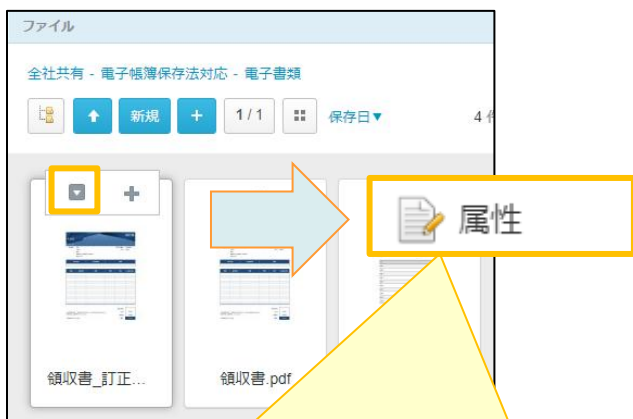 ファイル
全社共有 - 電子帳簿保存法対応 - 電子書類
新規 1 / 1 保存日▼ 4
属性
領収書_訂正...
領収書.pdf